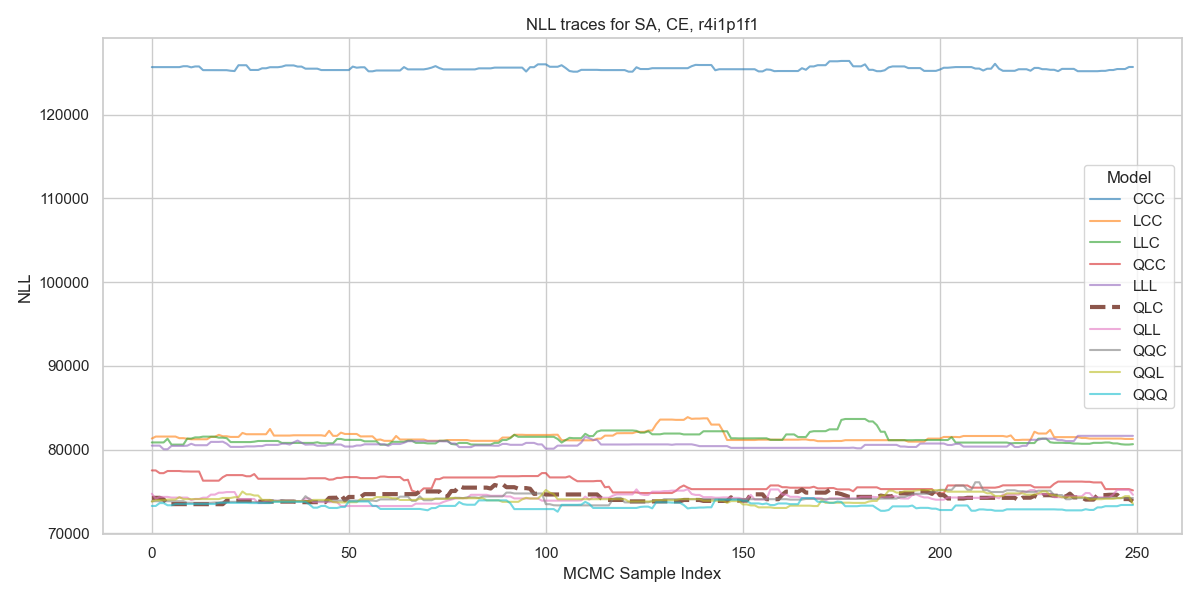 NLL traces for SA, CE, r4i1p1f1
120000
110000
100000
90000
80000
70000
NLL
0
50
100
150
200
250
MCMC Sample Index
Model
CCC
LCC
LLC
QCC
LLL
QLC
QLL
QQC
QQL
QQQ